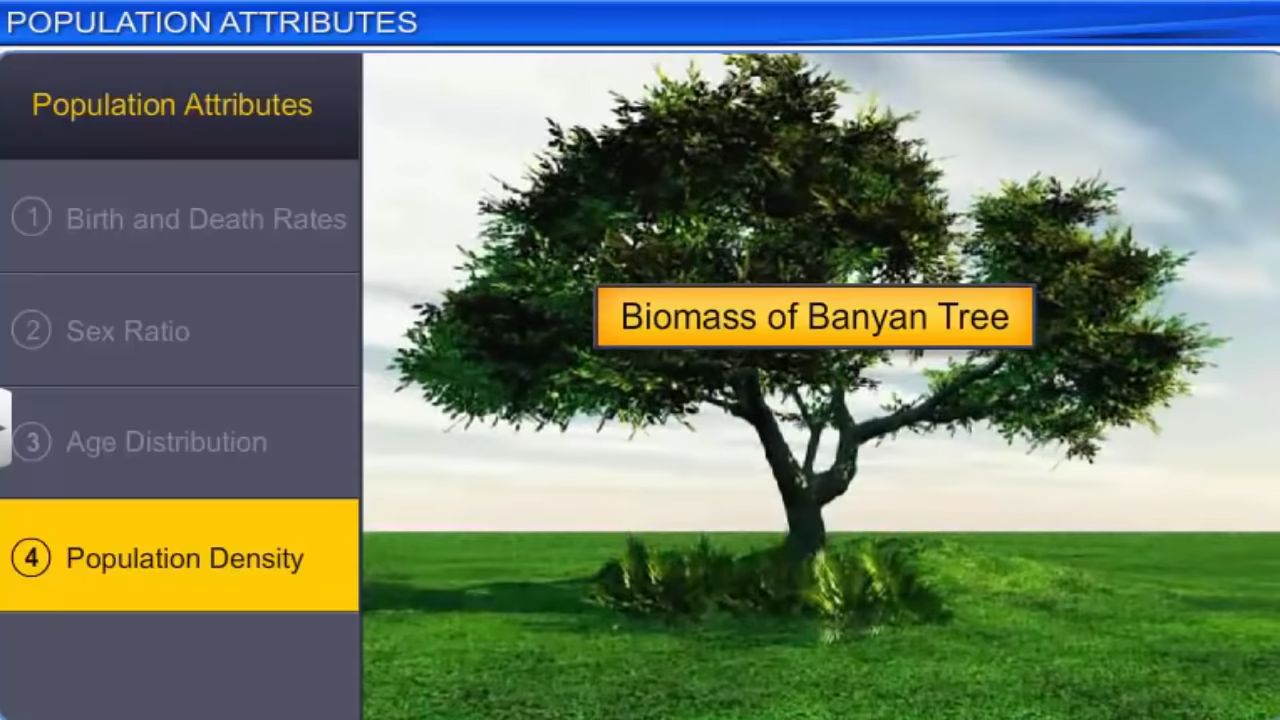 POPULATION ATTRIBUTES
Population Attributes
1 Birth and Death Rates
2 Sex Ratio
3 Age Distribution
4 Population Density
Biomass of Banyan Tree